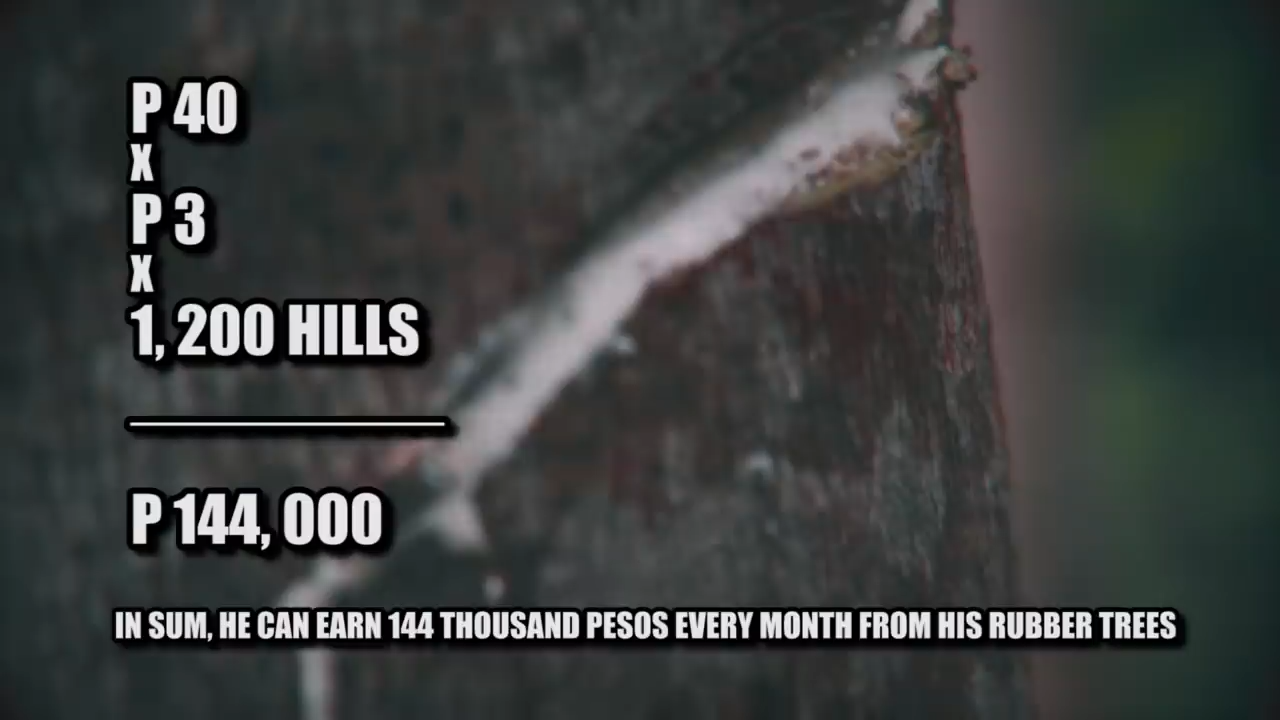 P 40
X
P 3
X
1, 200 HILLS
P 144, 000
IN SUM, HE CAN EARN 144 THOUSAND PESOS EVERY MONTH FROM HIS RUBBER TREES